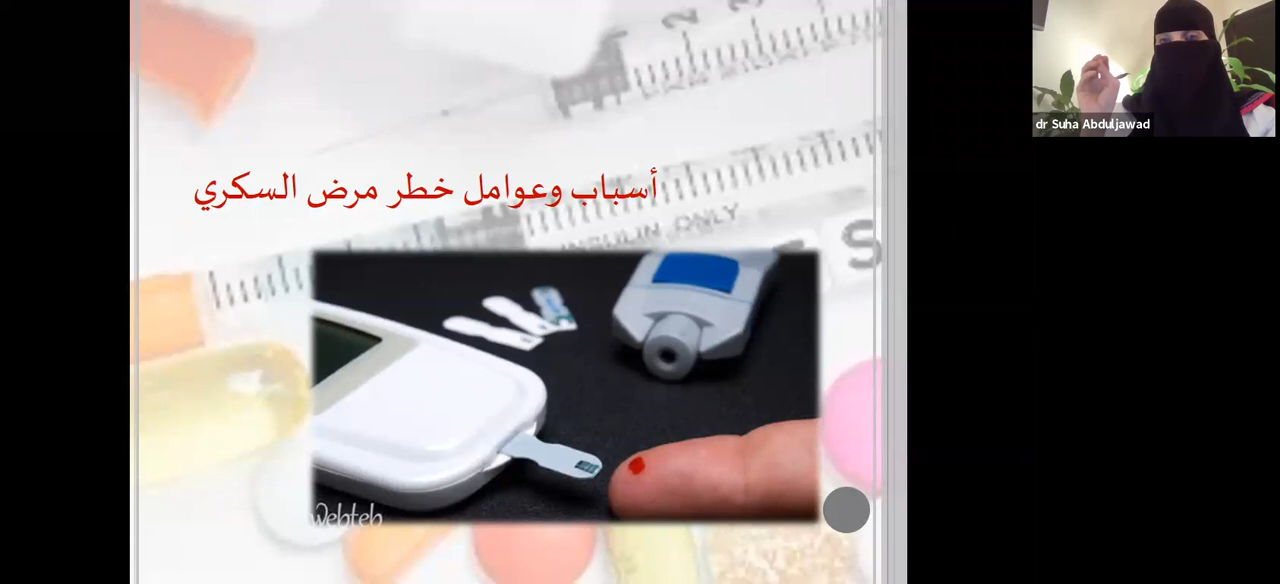 dr Suha Abduljawad
أسباب وعوامل خطر مرض السكري
INSULIN ONLY
S
Webteb